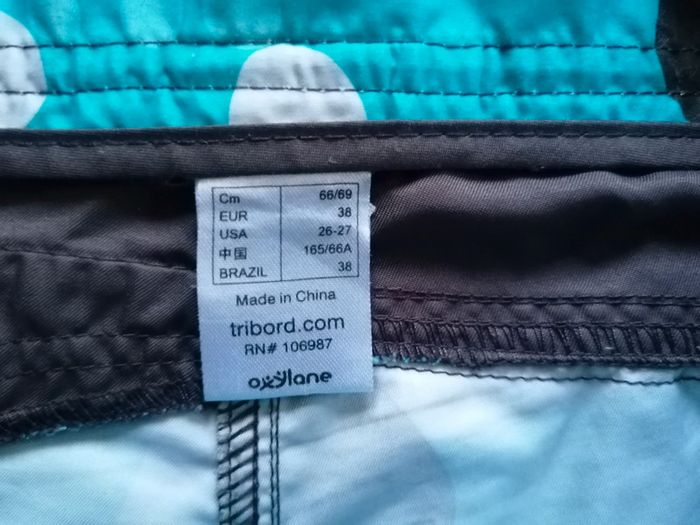 Cm 66/69
EUR 38
USA 26-27
中国 165/66A
BRAZIL 38
Made in China
tribord.com
RN# 106987
oxylane